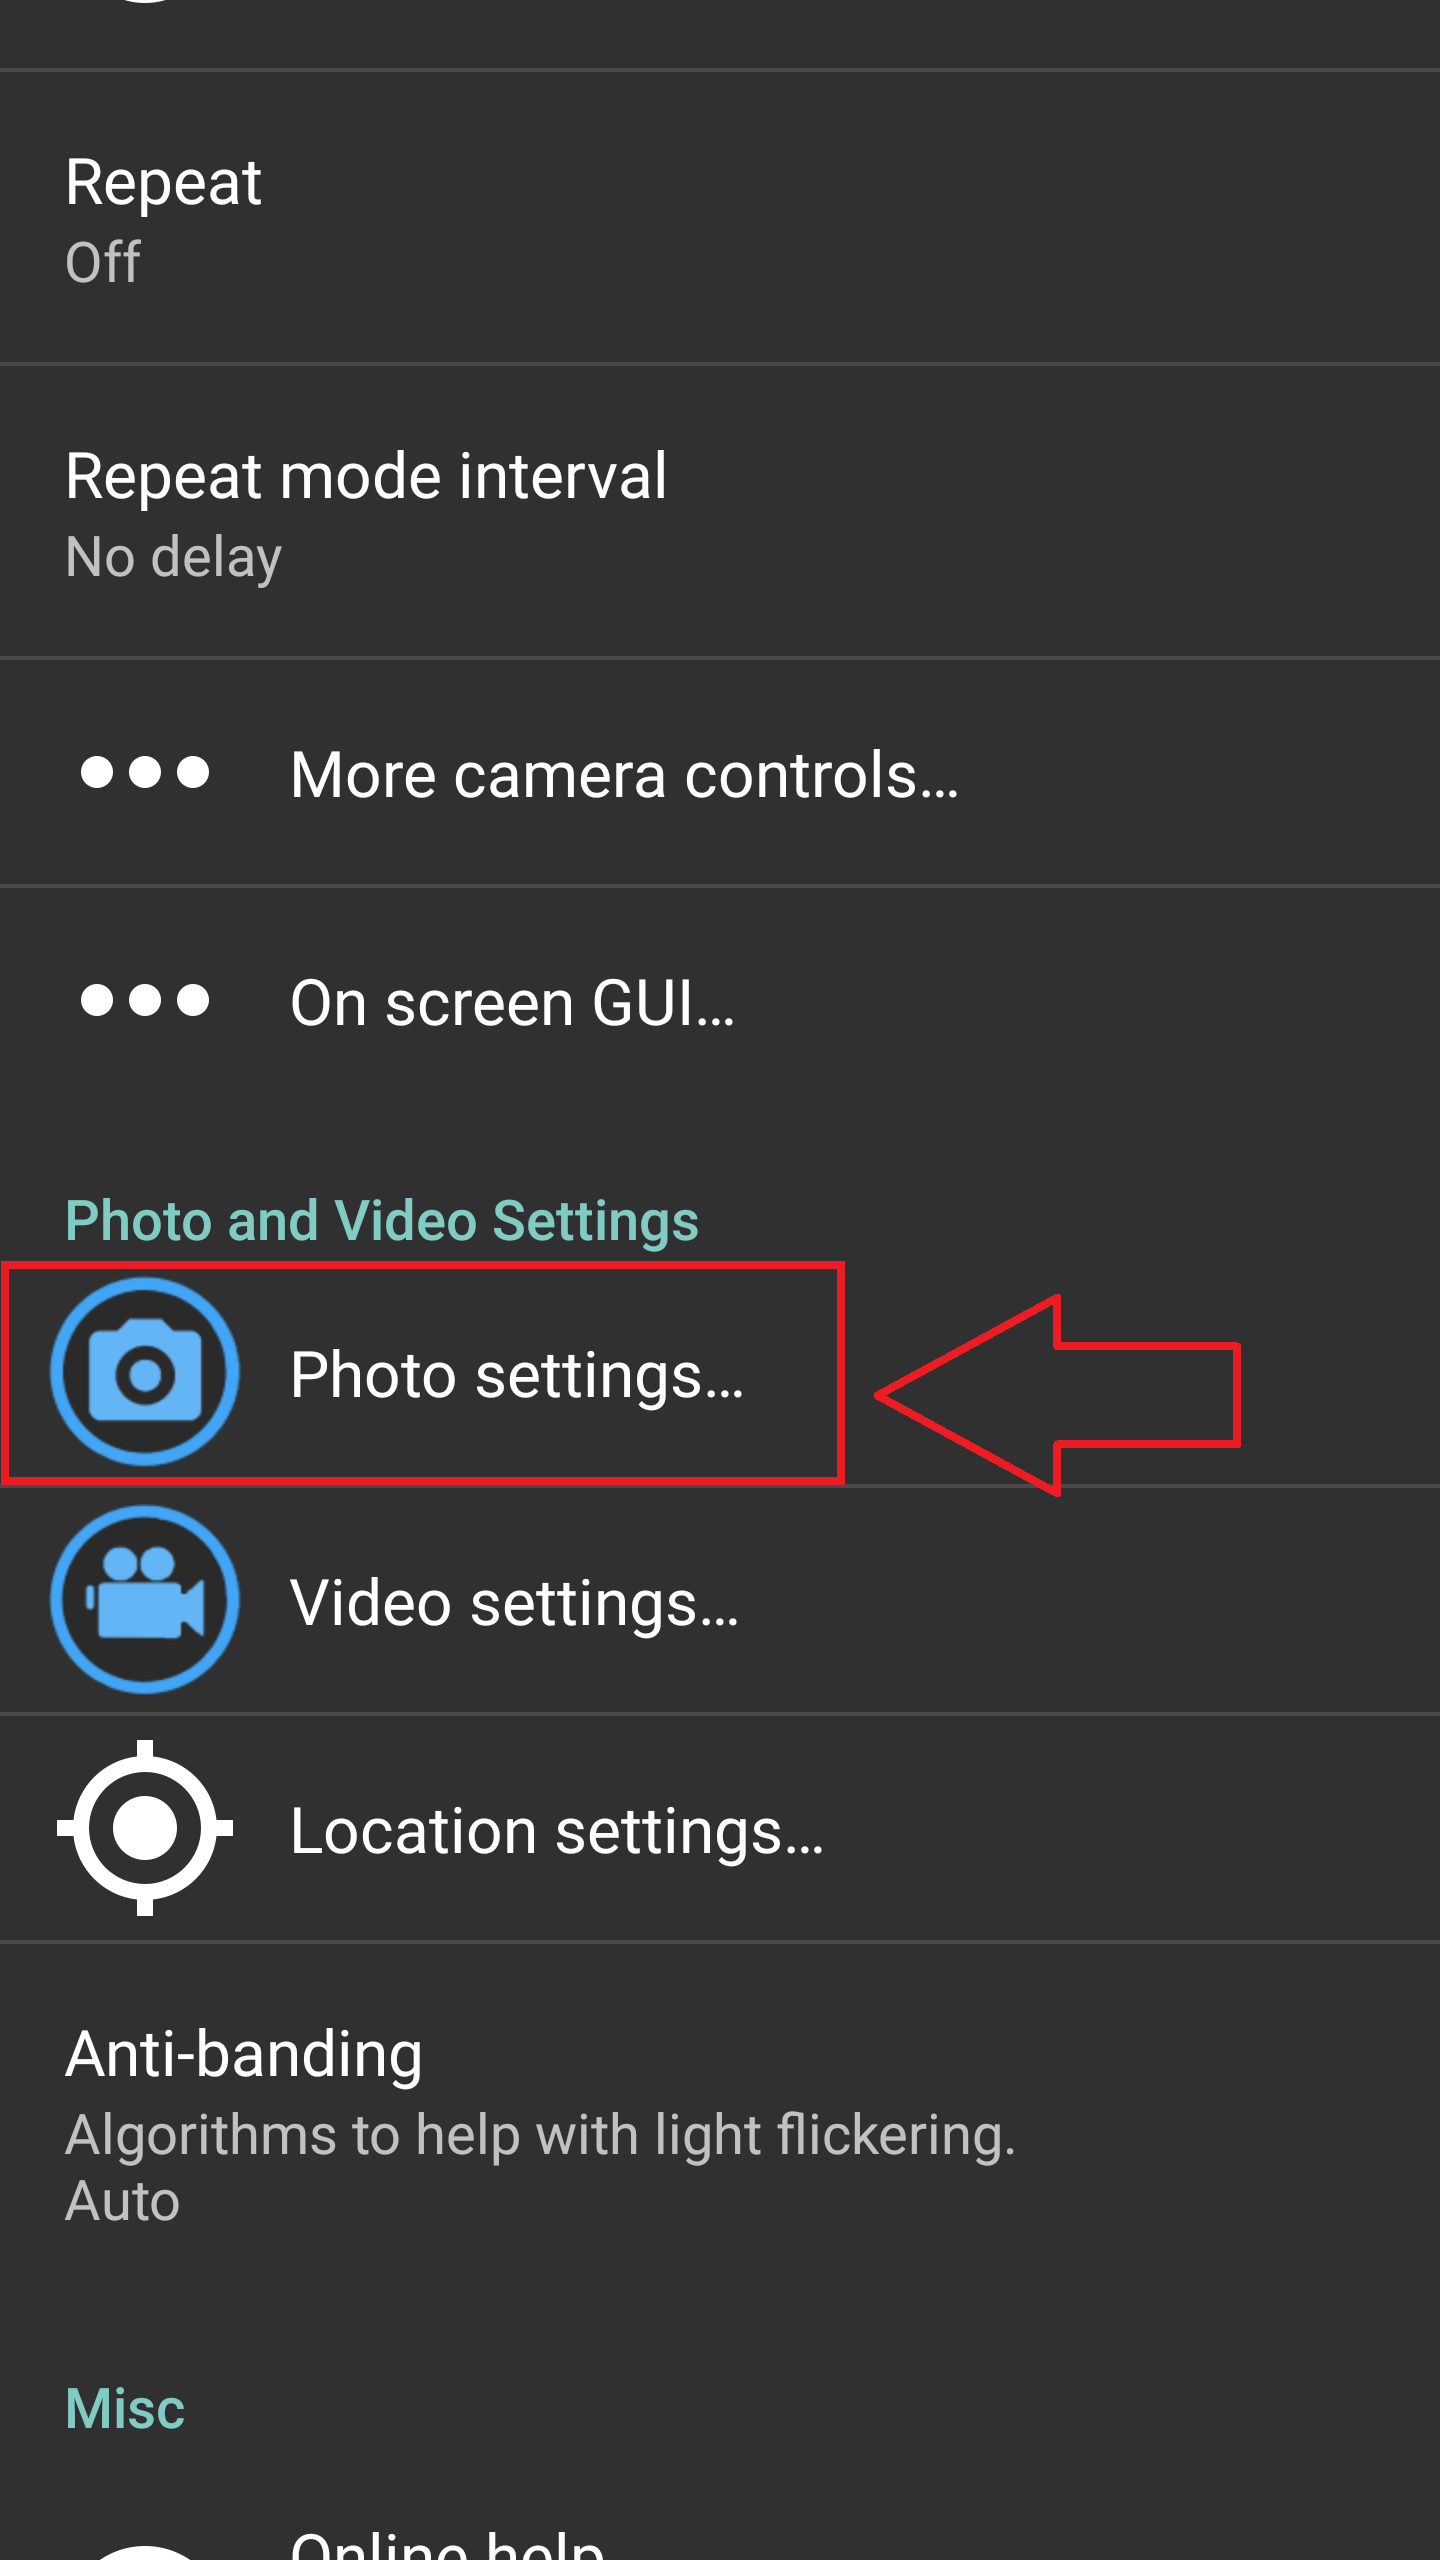 Repeat
Off
Repeat mode interval
No delay
More camera controls...
On screen GUI...
Photo and Video Settings
Photo settings...
Video settings...
Location settings...
Anti-banding
Algorithms to help with light flickering.
Auto
Misc
Online help